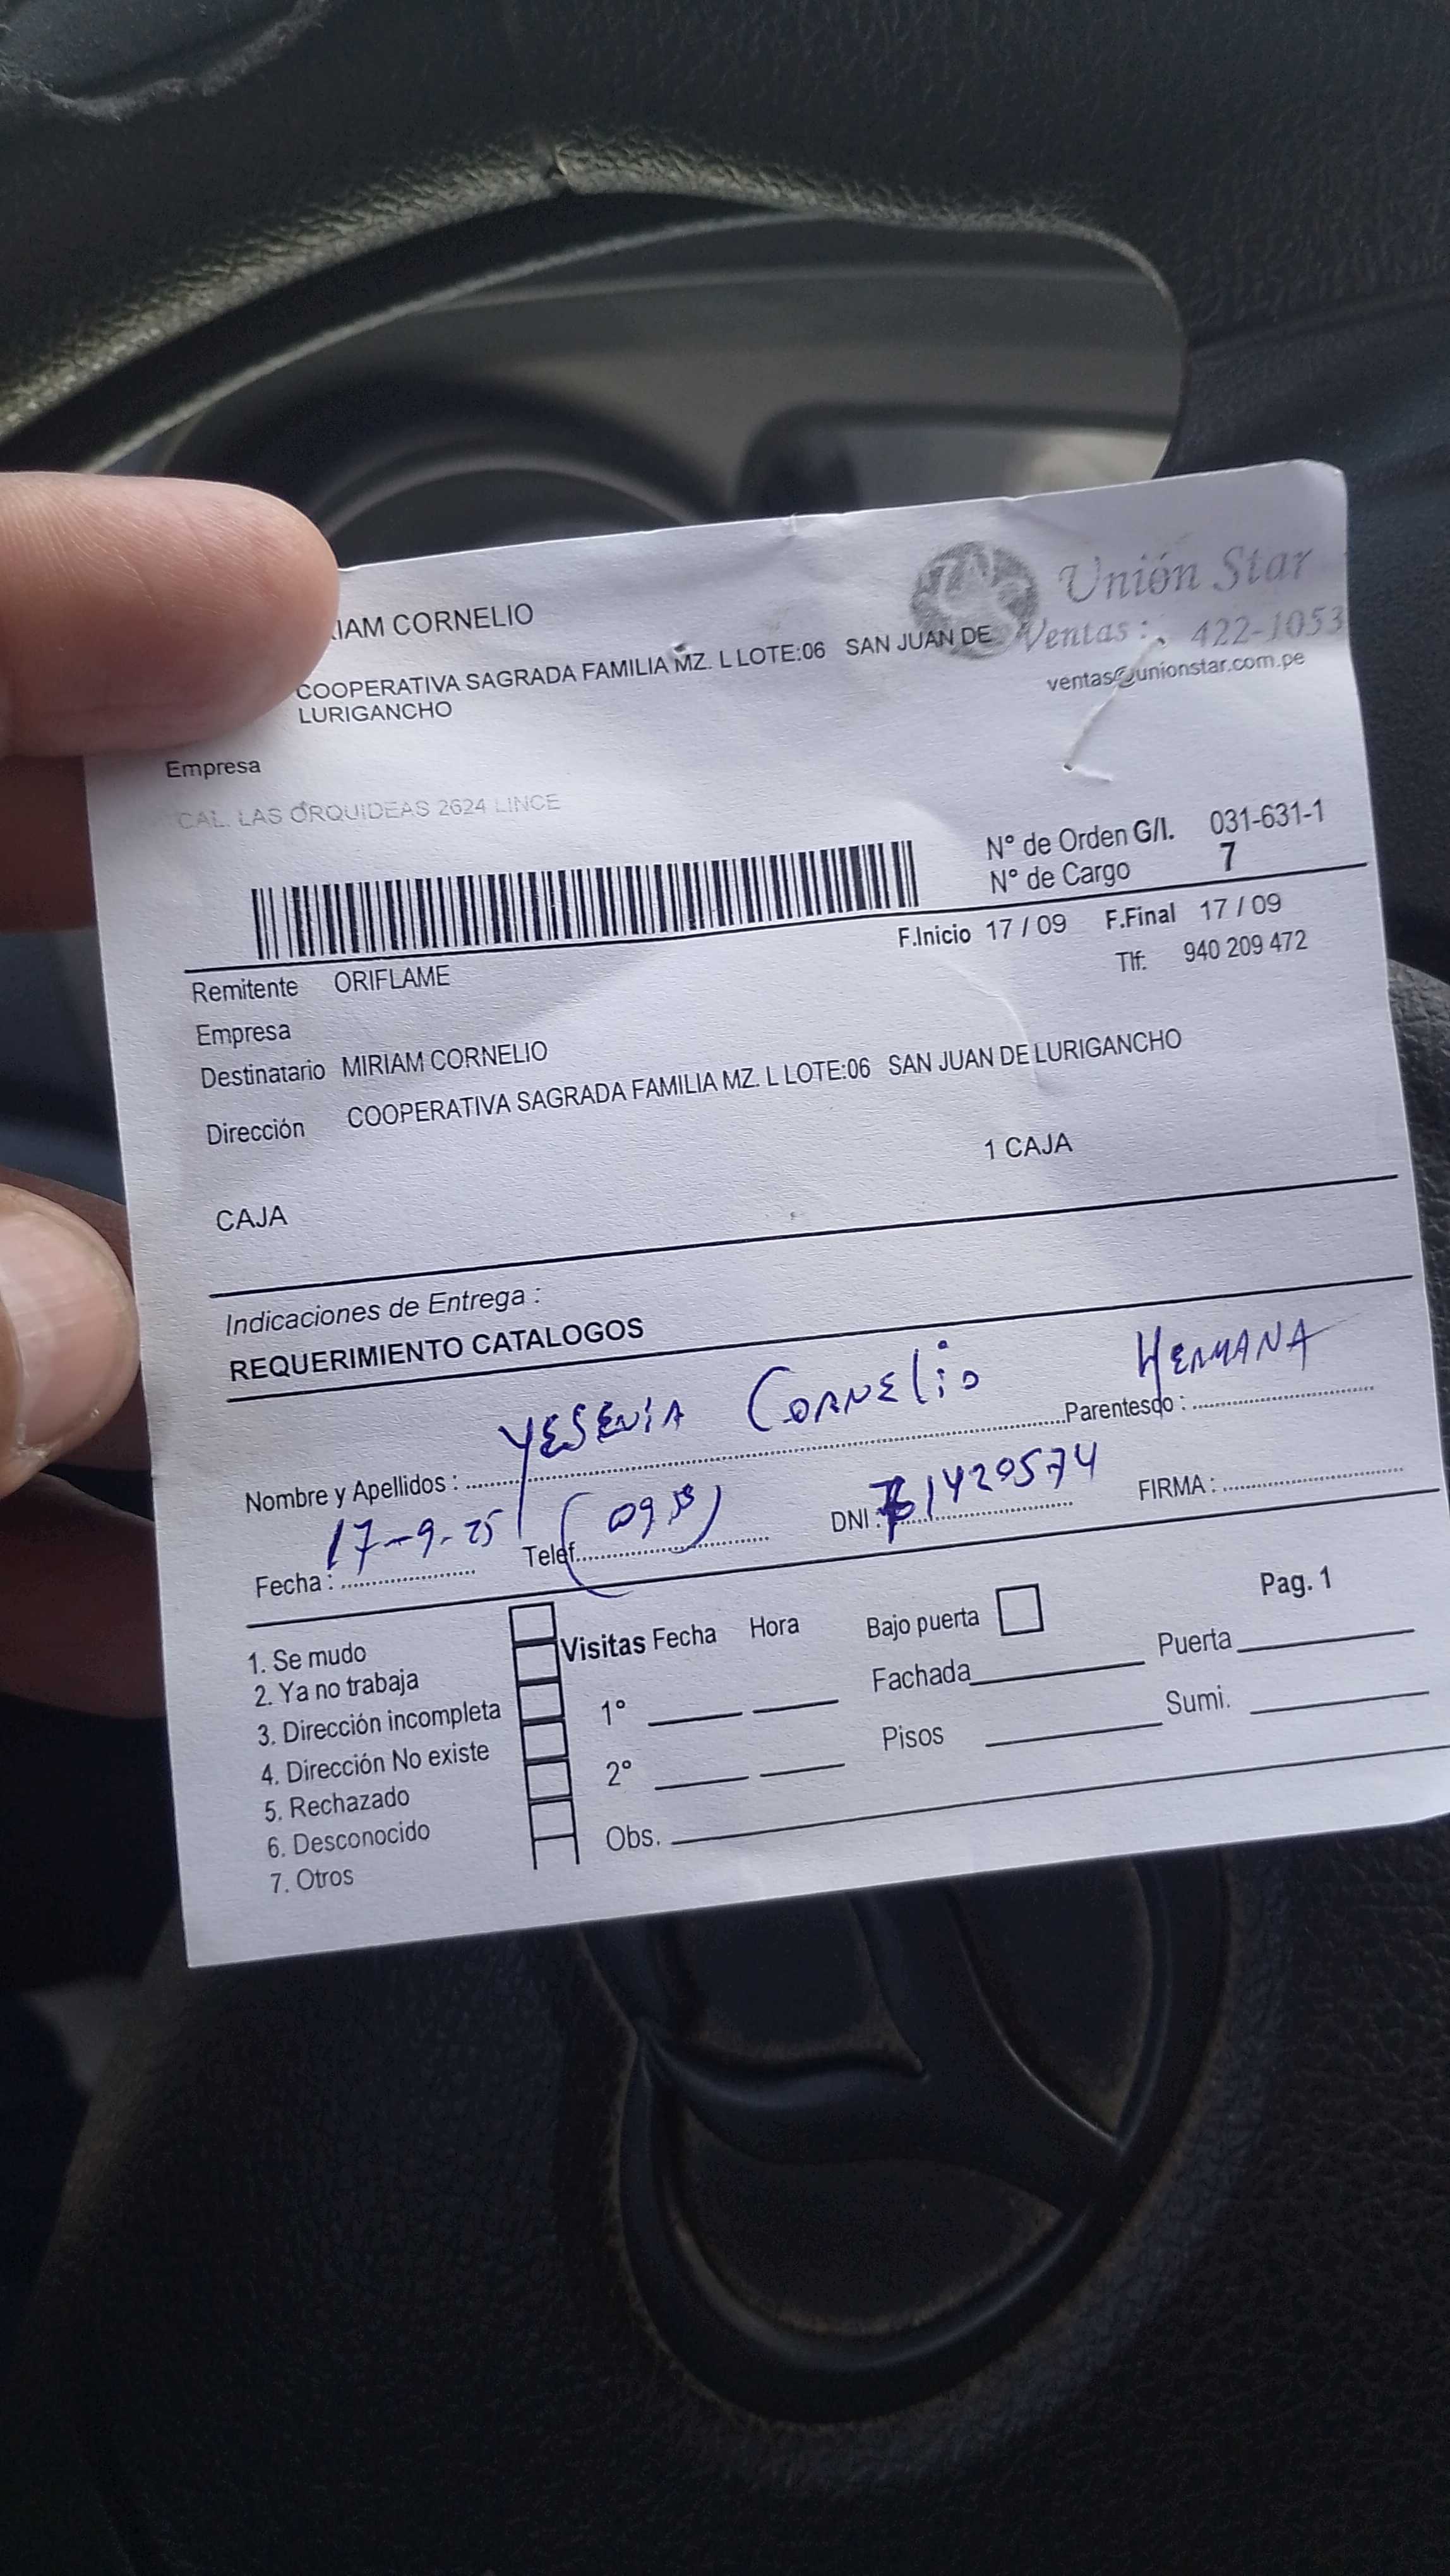 IAM CORNELIO
Unión Star
COOPERATIVA SAGRADA FAMILIA MZ. L LOTE:06 SAN JUAN DE
LURIGANCHO
Ventas: 422-1053
ventas@unionstar.com.pe
Empresa
CAL. LAS ORQUIDEAS 2624 LINCE
N° de Orden G/I. 031-631-1
N° de Cargo 7
F.Inicio 17 / 09 F.Final 17 / 09
Remitente ORIFLAME
Tlf: 940 209 472
Empresa
Destinatario MIRIAM CORNELIO
Dirección COOPERATIVA SAGRADA FAMILIA MZ. L LOTE:06 SAN JUAN DE LURIGANCHO
1 CAJA
CAJA
Indicaciones de Entrega :
REQUERIMIENTO CATALOGOS
Nombre y Apellidos : YESENIA CORNELIO Parentesco : HERMANA
Fecha : 17-9-25 Telef. DNI : 1420574 FIRMA :
Pag. 1
1. Se mudo
2. Ya no trabaja
3. Dirección incompleta
4. Dirección No existe
5. Rechazado
6. Desconocido
7. Otros
Visitas Fecha Hora
1°
2°
Obs.
Bajo puerta
Fachada Puerta
Pisos Sumi.